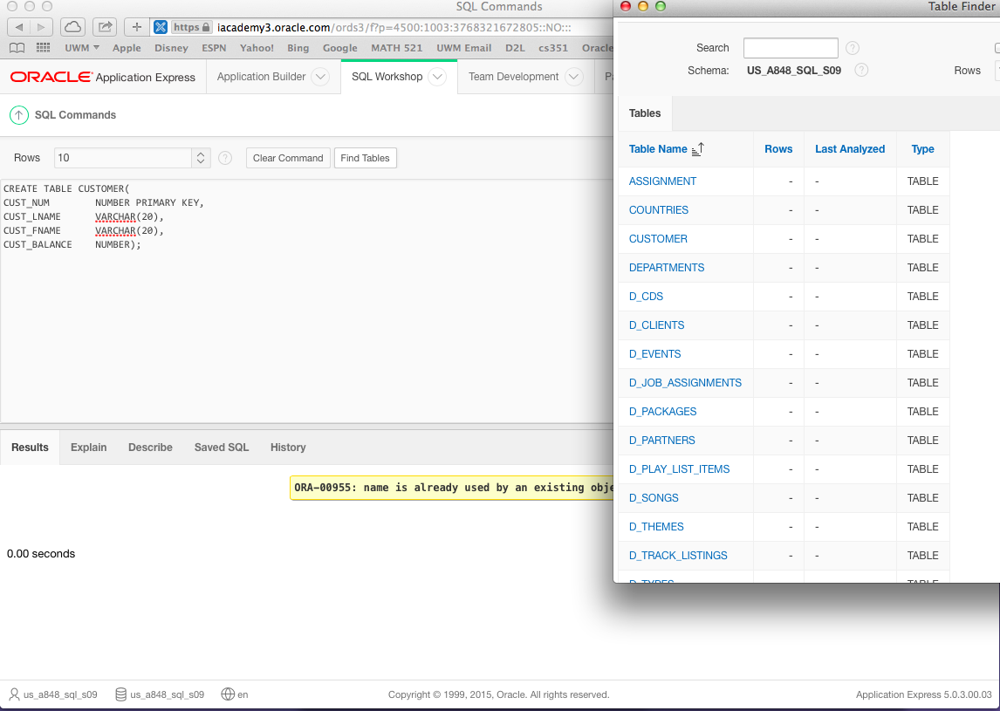 SQL Commands
https iacademy3.oracle.com/ords3/f?p=4500:1003:3768321672805::NO:::
UWM Apple Disney ESPN Yahoo! Bing Google MATH 521 UWM Email D2L cs351 Oracle
ORACLE Application Express Application Builder SQL Workshop Team Development
SQL Commands
Rows 10 ? Clear Command Find Tables
CREATE TABLE CUSTOMER(
CUST_NUM NUMBER PRIMARY KEY,
CUST_LNAME VARCHAR(20),
CUST_FNAME VARCHAR(20),
CUST_BALANCE NUMBER);
Results Explain Describe Saved SQL History
ORA-00955: name is already used by an existing obje
0.00 seconds
us_a848_sql_s09 us_a848_sql_s09 en
Copyright © 1999, 2015, Oracle. All rights reserved.
Application Express 5.0.3.00.03
Table Finder
Search ?
Schema: US_A848_SQL_S09 ? Rows
Tables
Table Name Rows Last Analyzed Type
ASSIGNMENT - - TABLE
COUNTRIES - - TABLE
CUSTOMER - - TABLE
DEPARTMENTS - - TABLE
D_CDS - - TABLE
D_CLIENTS - - TABLE
D_EVENTS - - TABLE
D_JOB_ASSIGNMENTS - - TABLE
D_PACKAGES - - TABLE
D_PARTNERS - - TABLE
D_PLAY_LIST_ITEMS - - TABLE
D_SONGS - - TABLE
D_THEMES - - TABLE
D_TRACK_LISTINGS - - TABLE
D_TYPES - - TABLE